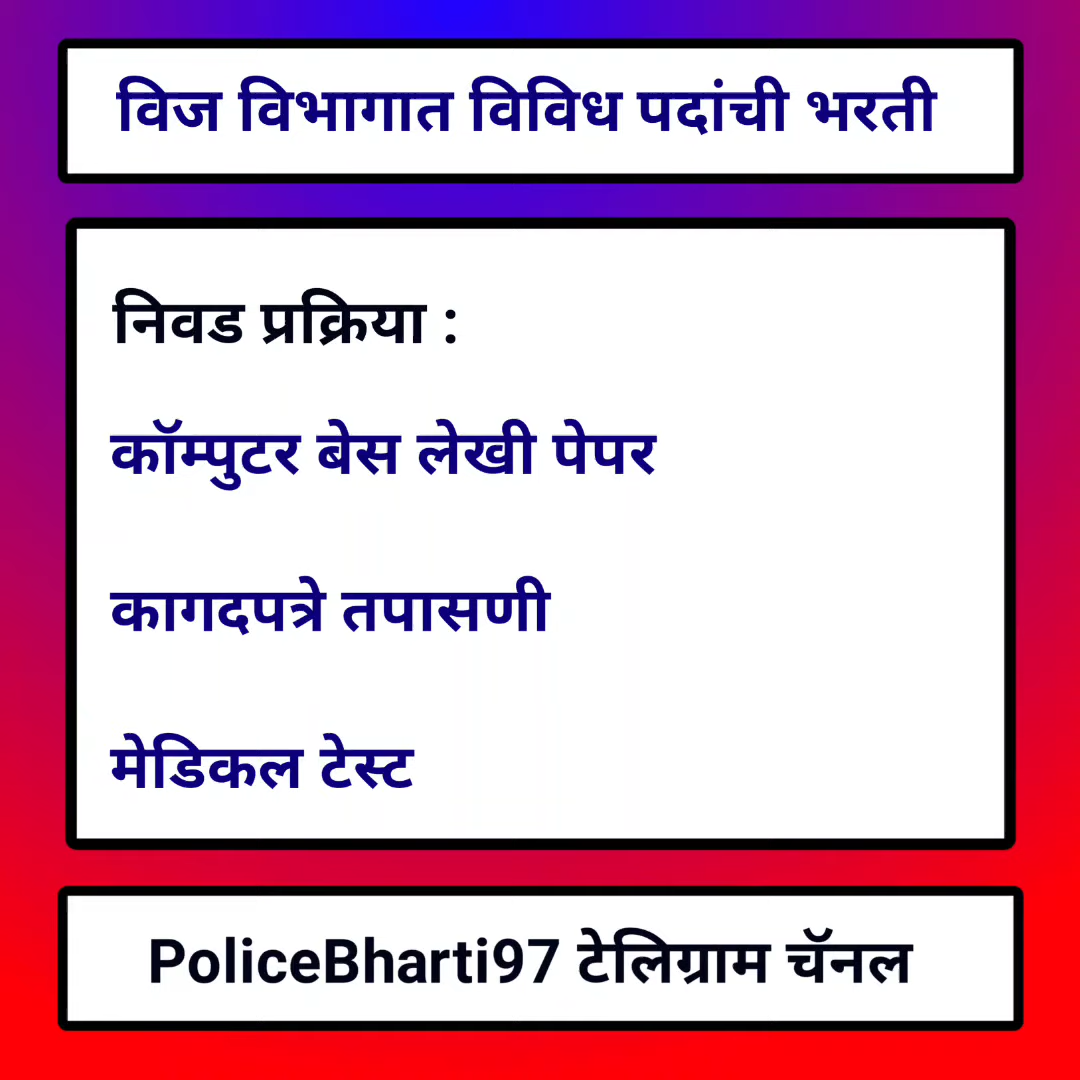 विज विभागात विविध पदांची भरती
निवड प्रक्रिया :
कॉम्पुटर बेस लेखी पेपर
कागदपत्रे तपासणी
मेडिकल टेस्ट
PoliceBharti97 टेलिग्राम चॅनल